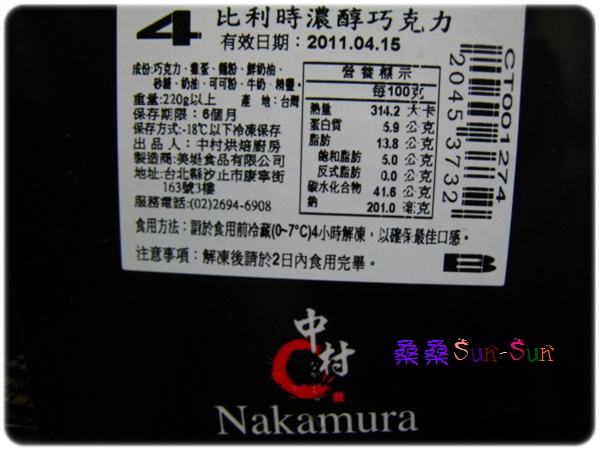 4 比利時濃醇巧克力
有效日期：2011.04.15
成份:巧克力、雞蛋、麵粉、鮮奶油、
砂糖、奶油、可可粉、牛奶、精鹽。
重量:220g以上 產 地:台灣
保存期限：6個月
保存方式:-18℃以下冷凍保存
出 品 人：中村烘焙廚房
製造商:美娗食品有限公司
地址:台北縣汐止市康寧街
163號3樓
服務電話:(02)2694-6908
營養標示
每100克
熱量 314.2 大卡
蛋白質 5.9 公克
脂肪 13.8 公克
飽和脂肪 5.0 公克
反式脂肪 0.0 公克
碳水化合物 41.6 公克
鈉 201.0 毫克
CT001274
20453732
食用方法：請於食用前冷藏(0~7°C)4小時解凍，以確保最佳口感。
注意事項：解凍後請於2日內食用完畢。
B
中村
Nakamura
桑桑Sun-Sun